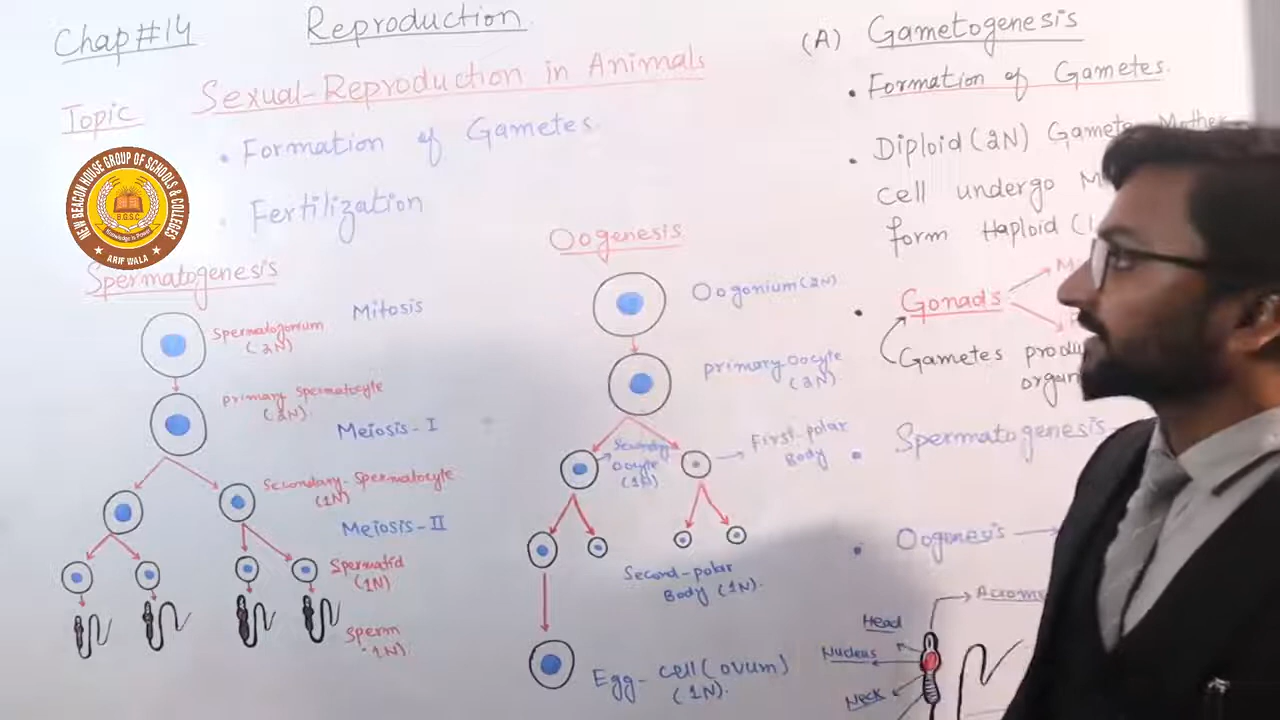 Chap#14
Reproduction
Topic
Sexual-Reproduction in Animals
• Formation of Gametes.
• Fertilization
NEW BEACON HOUSE GROUP OF SCHOOLS & COLLEGES
B.G.S.C
Knowledge is Power
ARIF WALA
Spermatogenesis
Mitosis
Spermatogonium
(2N)
primary Spermatocyte
(2N).
Meiosis-I
Secondary-Spermatocyte
(1N)
Meiosis-II
Spermatid
(1N)
Sperm
1N)
Oogenesis
Oogonium(2N)
primary Oocyte
(2N)
Secondary
Oocyte
(1N)
First-polar
Body
Second-polar
Body (1N).
Egg-cell(ovum)
(1N).
(A) Gametogenesis
• Formation of Gametes.
• Diploid(2N) Gamete Mother
cell undergo
form Haploid
• Gonads
Gametes
• Spermatogenesis
• Oogenesis
Head
Nucleus
Neck